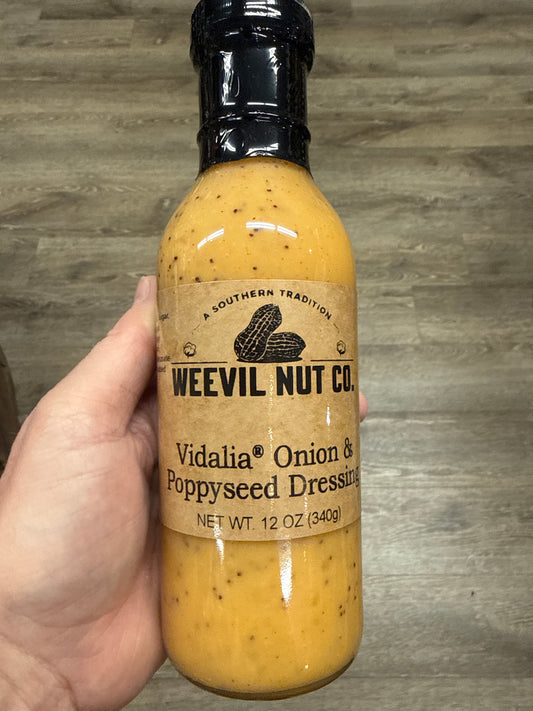 A SOUTHERN TRADITION
WEEVIL NUT CO.
Vidalia® Onion &
Poppyseed Dressing
NET WT. 12 OZ (340g)